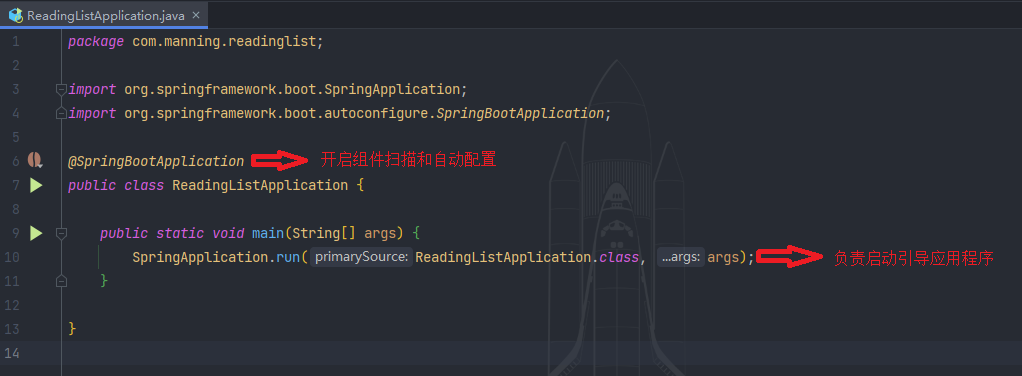 ReadingListApplication.java ×
1 package com.manning.readinglist;
2
3 import org.springframework.boot.SpringApplication;
4 import org.springframework.boot.autoconfigure.SpringBootApplication;
5
6 @SpringBootApplication 开启组件扫描和自动配置
7 public class ReadingListApplication {
8
9 public static void main(String[] args) {
10 SpringApplication.run( primarySource: ReadingListApplication.class, ...args: args); 负责启动引导应用程序
11 }
12
13 }
14